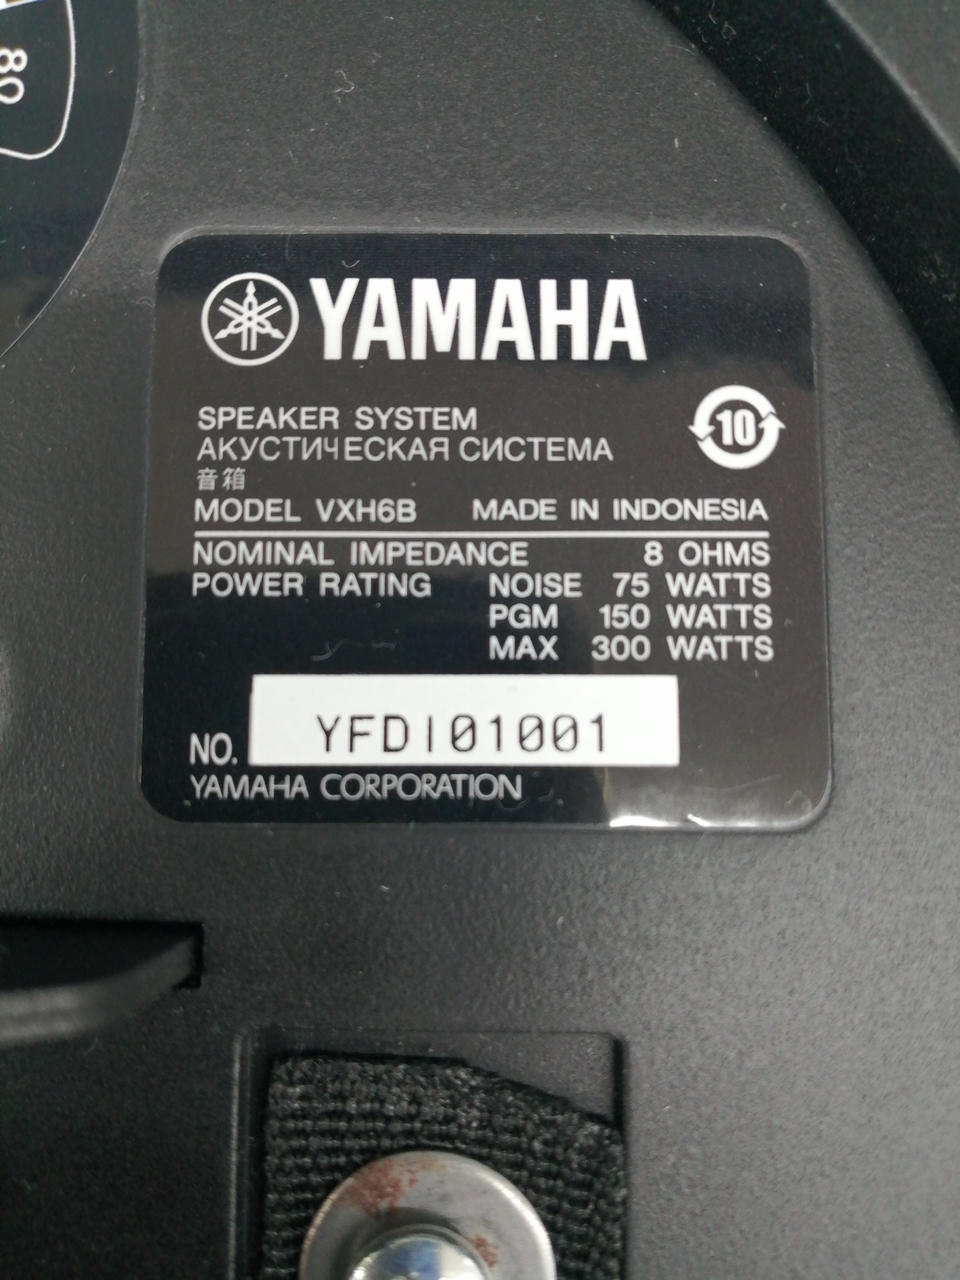 80
YAMAHA
SPEAKER SYSTEM
АКУСТИЧЕСКАЯ СИСТЕМА
10
音箱
MODEL VXH6B MADE IN INDONESIA
NOMINAL IMPEDANCE 8 OHMS
POWER RATING NOISE 75 WATTS
PGM 150 WATTS
MAX 300 WATTS
NO. YFDI01001
YAMAHA CORPORATION